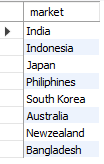 market
India
Indonesia
Japan
Philiphines
South Korea
Australia
Newzealand
Bangladesh